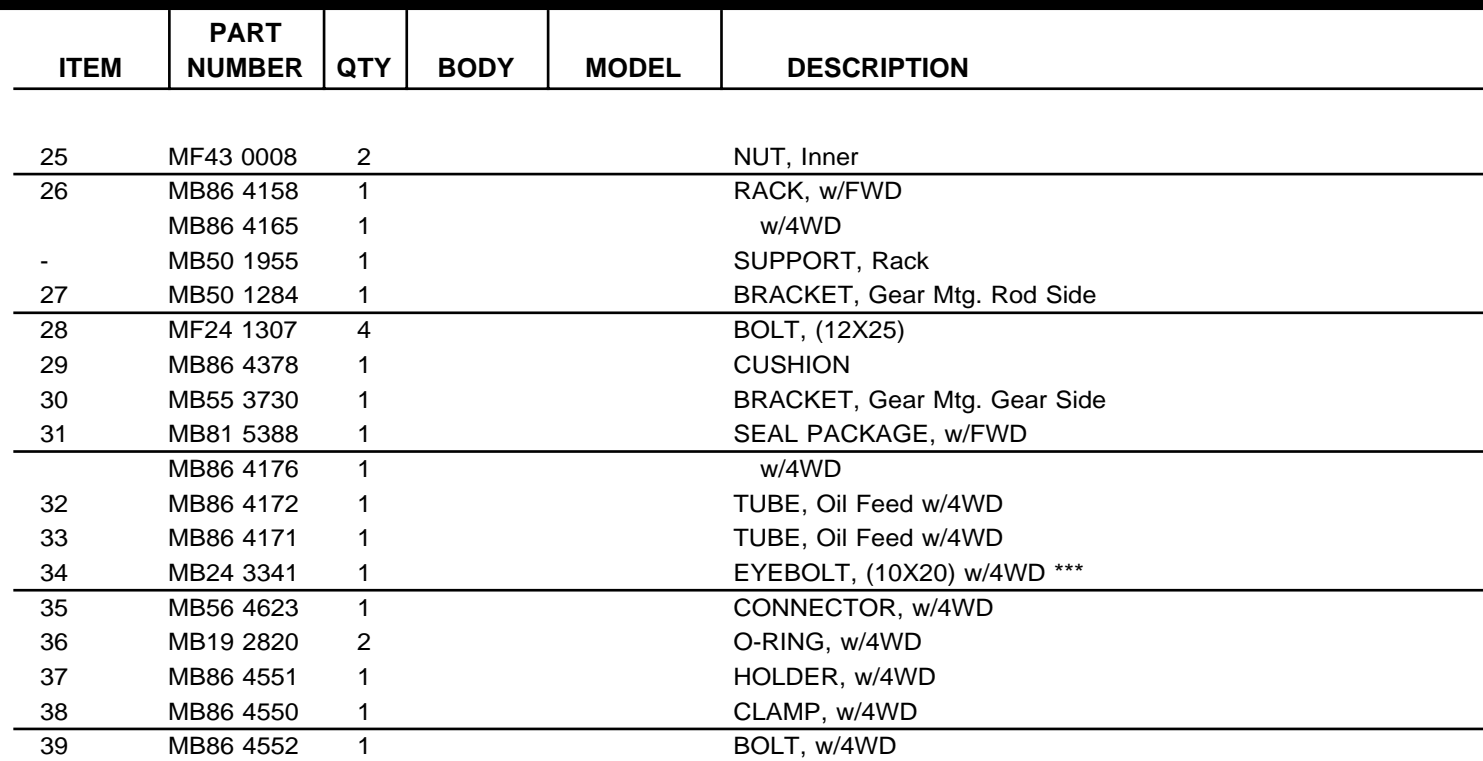 PART
ITEM NUMBER QTY BODY MODEL DESCRIPTION
25 MF43 0008 2 NUT, Inner
26 MB86 4158 1 RACK, w/FWD
MB86 4165 1 w/4WD
- MB50 1955 1 SUPPORT, Rack
27 MB50 1284 1 BRACKET, Gear Mtg. Rod Side
28 MF24 1307 4 BOLT, (12X25)
29 MB86 4378 1 CUSHION
30 MB55 3730 1 BRACKET, Gear Mtg. Gear Side
31 MB81 5388 1 SEAL PACKAGE, w/FWD
MB86 4176 1 w/4WD
32 MB86 4172 1 TUBE, Oil Feed w/4WD
33 MB86 4171 1 TUBE, Oil Feed w/4WD
34 MB24 3341 1 EYEBOLT, (10X20) w/4WD ***
35 MB56 4623 1 CONNECTOR, w/4WD
36 MB19 2820 2 O-RING, w/4WD
37 MB86 4551 1 HOLDER, w/4WD
38 MB86 4550 1 CLAMP, w/4WD
39 MB86 4552 1 BOLT, w/4WD